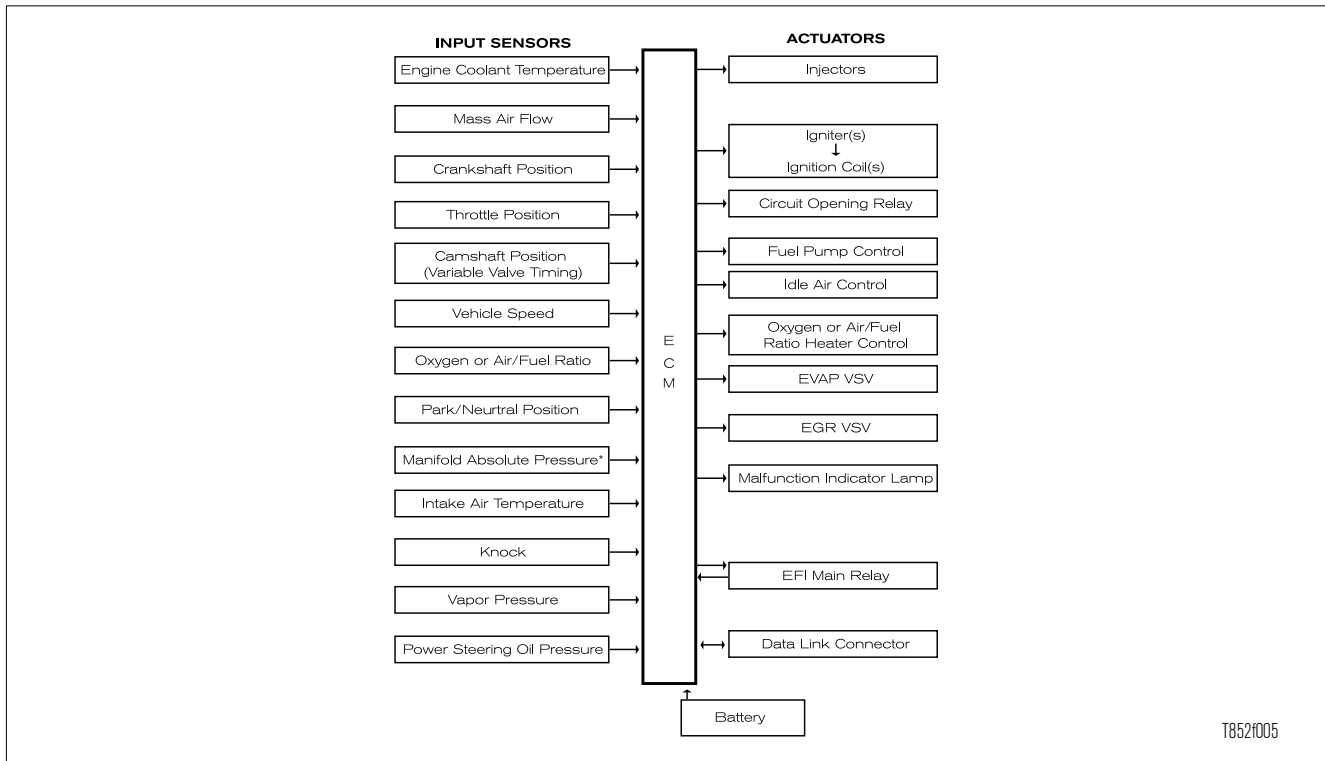 INPUT SENSORS
Engine Coolant Temperature
Mass Air Flow
Crankshaft Position
Throttle Position
Camshaft Position
(Variable Valve Timing)
Vehicle Speed
Oxygen or Air/Fuel Ratio
Park/Neurtral Position
Manifold Absolute Pressure*
Intake Air Temperature
Knock
Vapor Pressure
Power Steering Oil Pressure
E
C
M
ACTUATORS
Injectors
Igniter(s)
Ignition Coil(s)
Circuit Opening Relay
Fuel Pump Control
Idle Air Control
Oxygen or Air/Fuel
Ratio Heater Control
EVAP VSV
EGR VSV
Malfunction Indicator Lamp
EFI Main Relay
Data Link Connector
Battery
T852f005